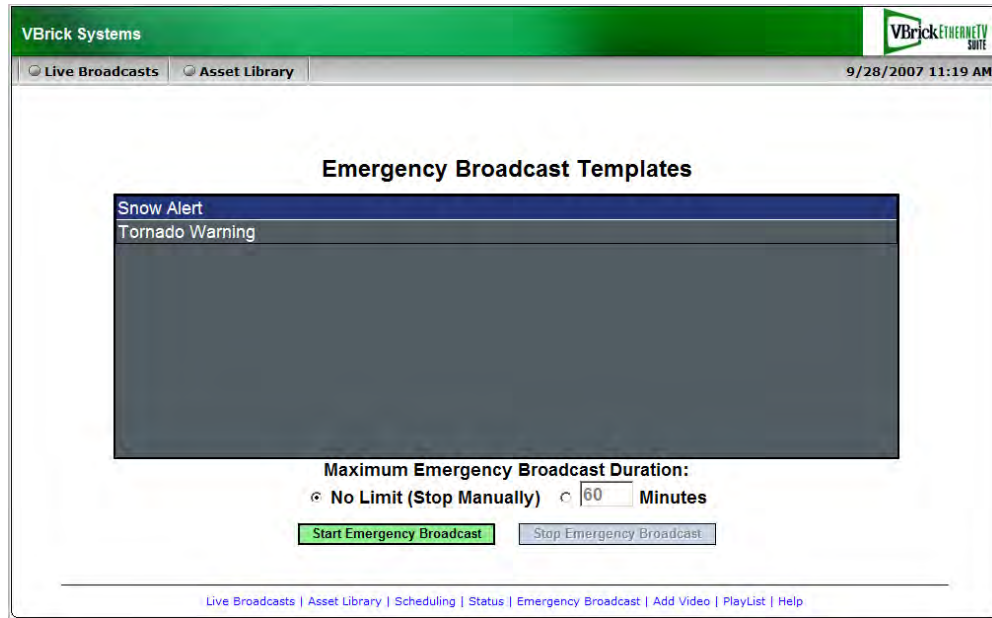 VBrick Systems
VBrick ETHERNETV
SUITE
Live Broadcasts Asset Library 9/28/2007 11:19 AM
Emergency Broadcast Templates
Snow Alert
Tornado Warning
Maximum Emergency Broadcast Duration:
No Limit (Stop Manually) 60 Minutes
Start Emergency Broadcast Stop Emergency Broadcast
Live Broadcasts | Asset Library | Scheduling | Status | Emergency Broadcast | Add Video | PlayList | Help